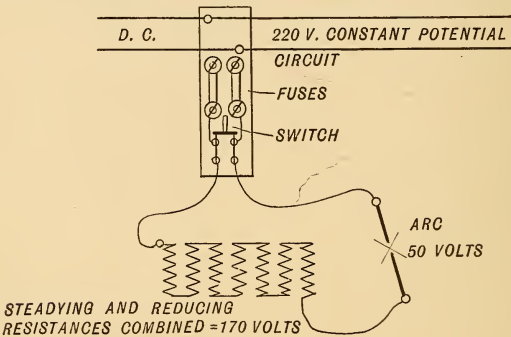 D. C. 220 V. CONSTANT POTENTIAL
CIRCUIT
FUSES
SWITCH
ARC
50 VOLTS
STEADYING AND REDUCING
RESISTANCES COMBINED = 170 VOLTS